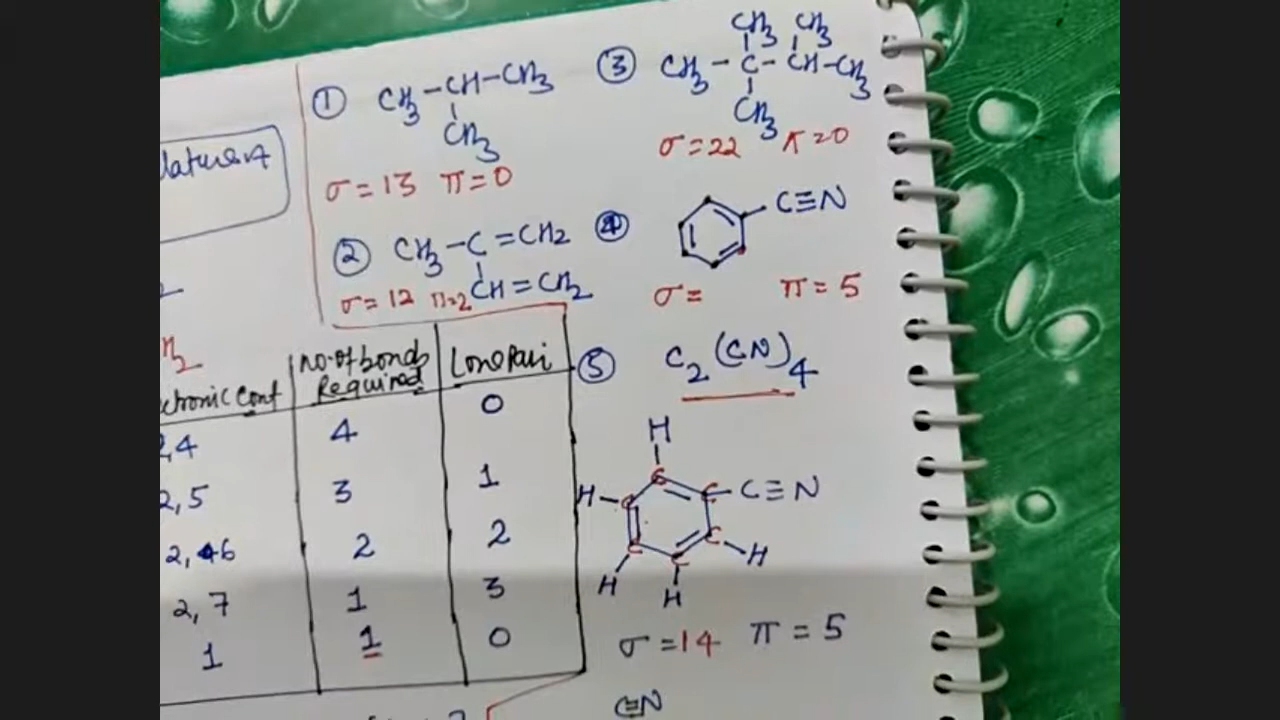 ① CH₃-CH-CH₃
CH₃
σ = 13 π = 0
② CH₃-C=CH₂
CH=CH₂
σ = 12 π=2
③ CH₃-C-CH-CH₃
CH₃ CH₃
CH₃
σ = 22 π = 0
④ C≡N
σ = π = 5
⑤ C₂(CN)₄
H
H C C C-C≡N
C C C H
H H
σ = 14 π = 5
C≡N
No. of bonds Required Lone Pair
2,4 4 0
2,5 3 1
2,6 2 2
2,7 1 3
1 1 0